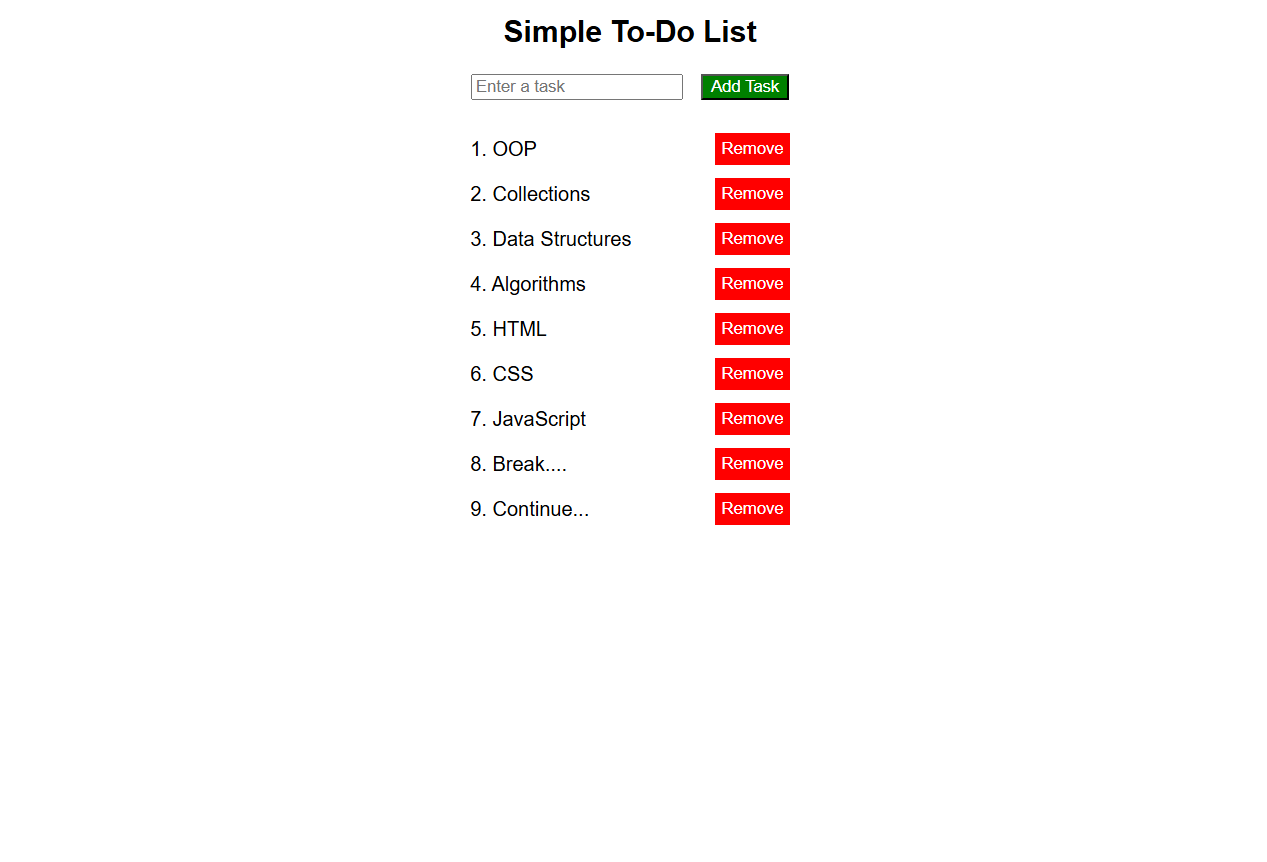 Simple To-Do List
Enter a task Add Task
1. OOP Remove
2. Collections Remove
3. Data Structures Remove
4. Algorithms Remove
5. HTML Remove
6. CSS Remove
7. JavaScript Remove
8. Break.... Remove
9. Continue... Remove